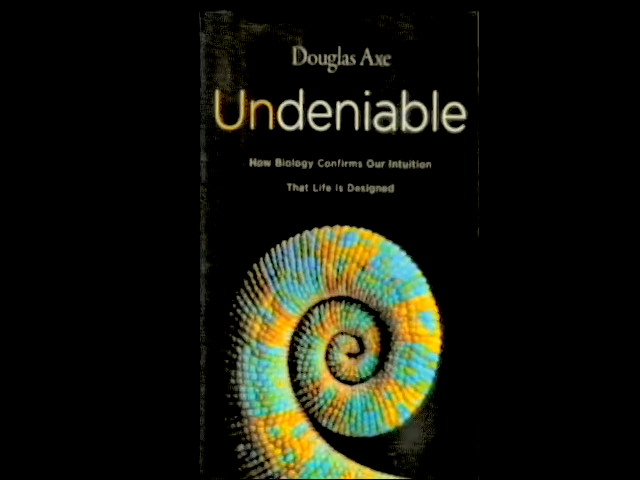 Douglas Axe
Undeniable
How Biology Confirms Our Intuition
That Life is Designed